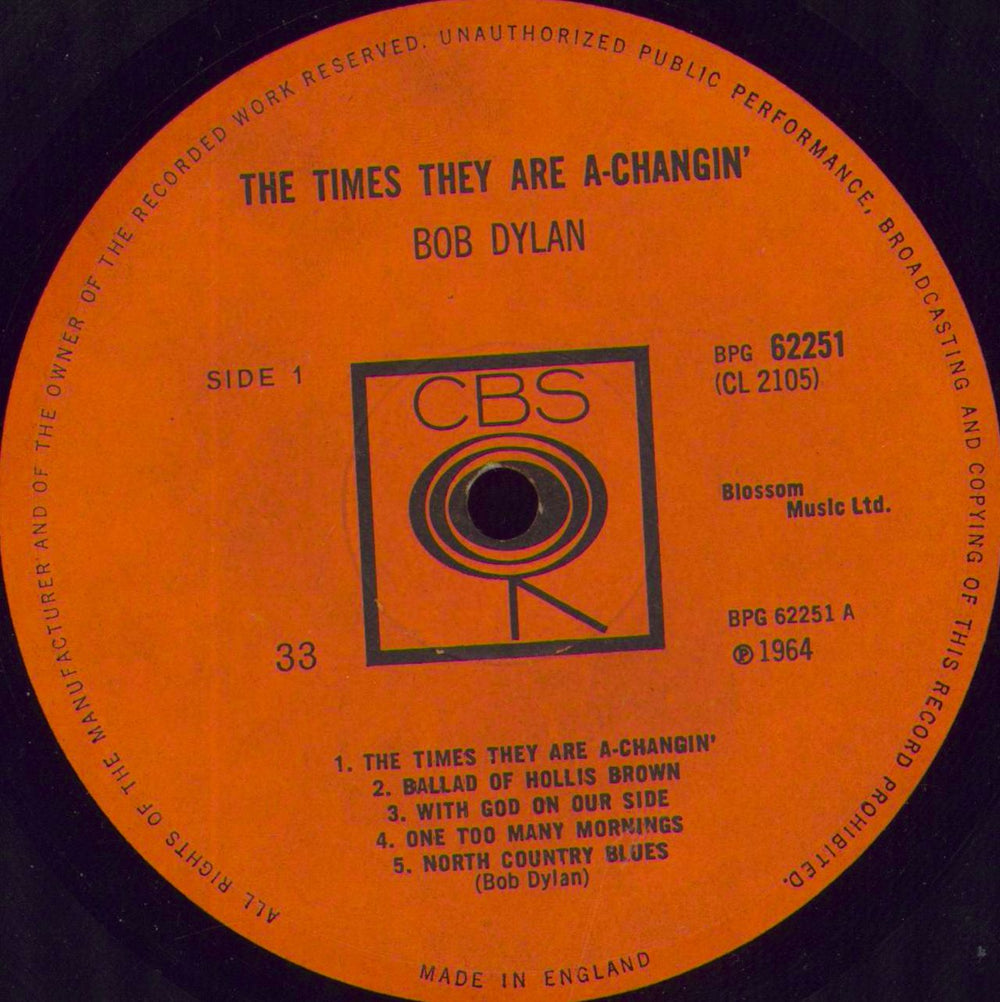 ALL RIGHTS OF THE MANUFACTURER AND OF THE OWNER OF THE RECORDED WORK RESERVED. UNAUTHORIZED PUBLIC PERFORMANCE, BROADCASTING AND COPYING OF THIS RECORD PROHIBITED.
THE TIMES THEY ARE A-CHANGIN'
BOB DYLAN
SIDE 1
BPG 62251
(CL 2105)
CBS
Blossom
Music Ltd.
BPG 62251 A
33
℗ 1964
1. THE TIMES THEY ARE A-CHANGIN'
2. BALLAD OF HOLLIS BROWN
3. WITH GOD ON OUR SIDE
4. ONE TOO MANY MORNINGS
5. NORTH COUNTRY BLUES
(Bob Dylan)
MADE IN ENGLAND